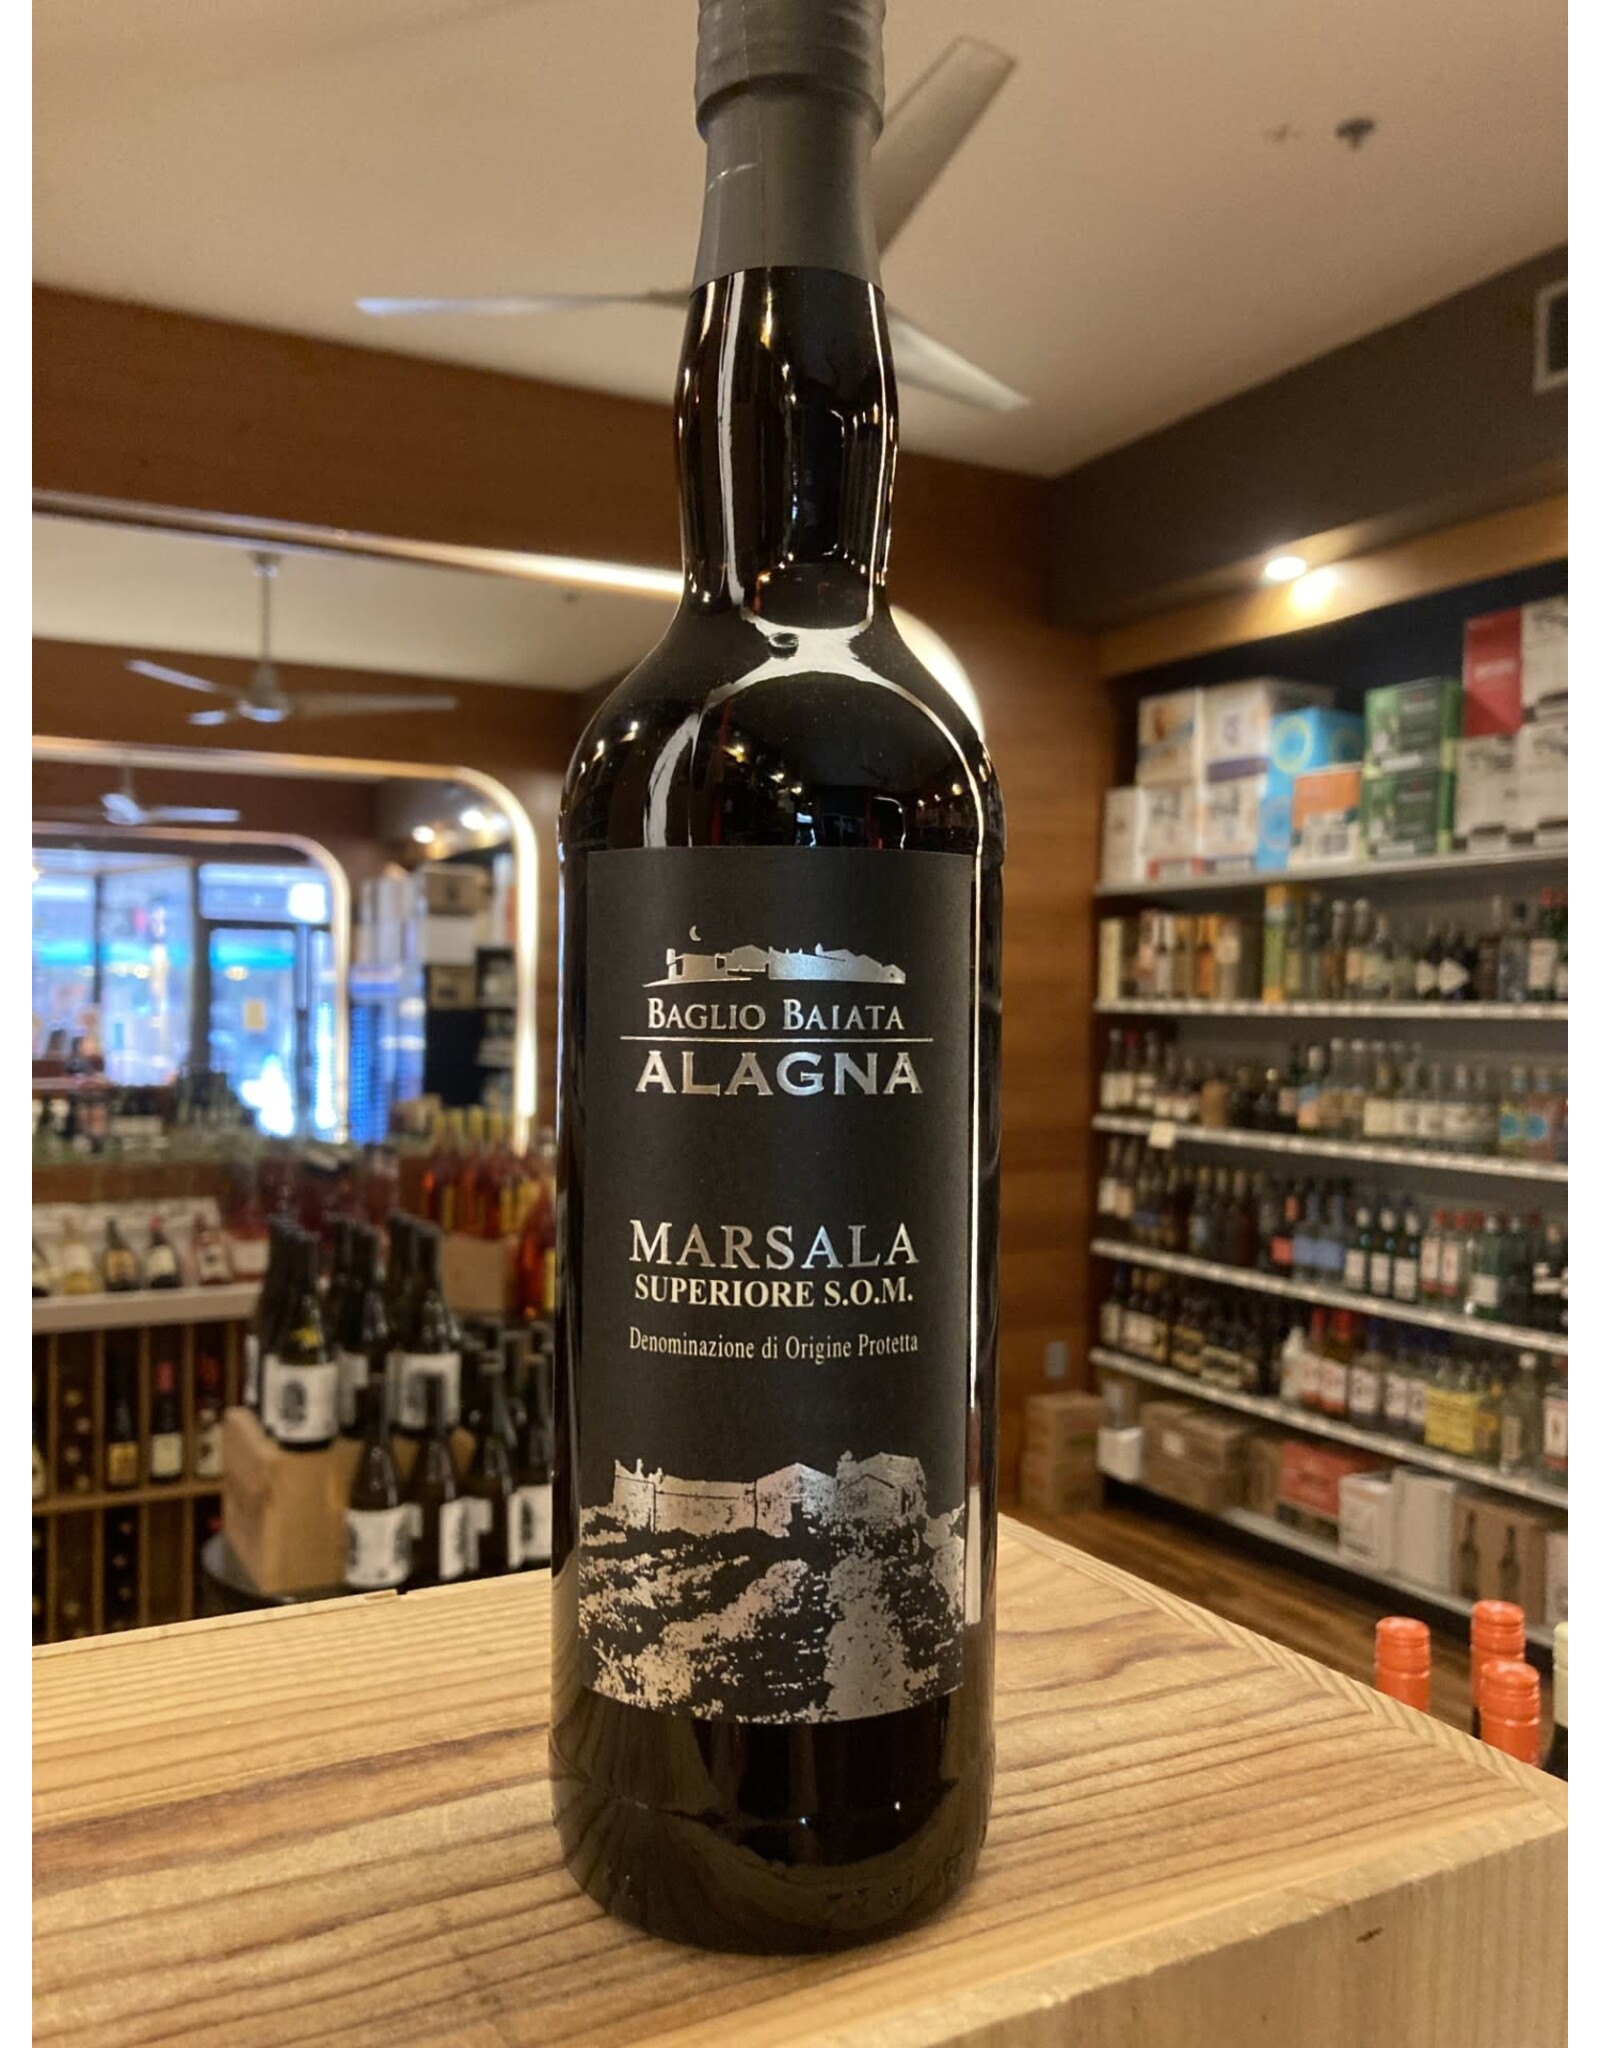 BAGLIO BAIATA
ALAGNA
MARSALA
SUPERIORE S.O.M.
Denominazione di Origine Protetta